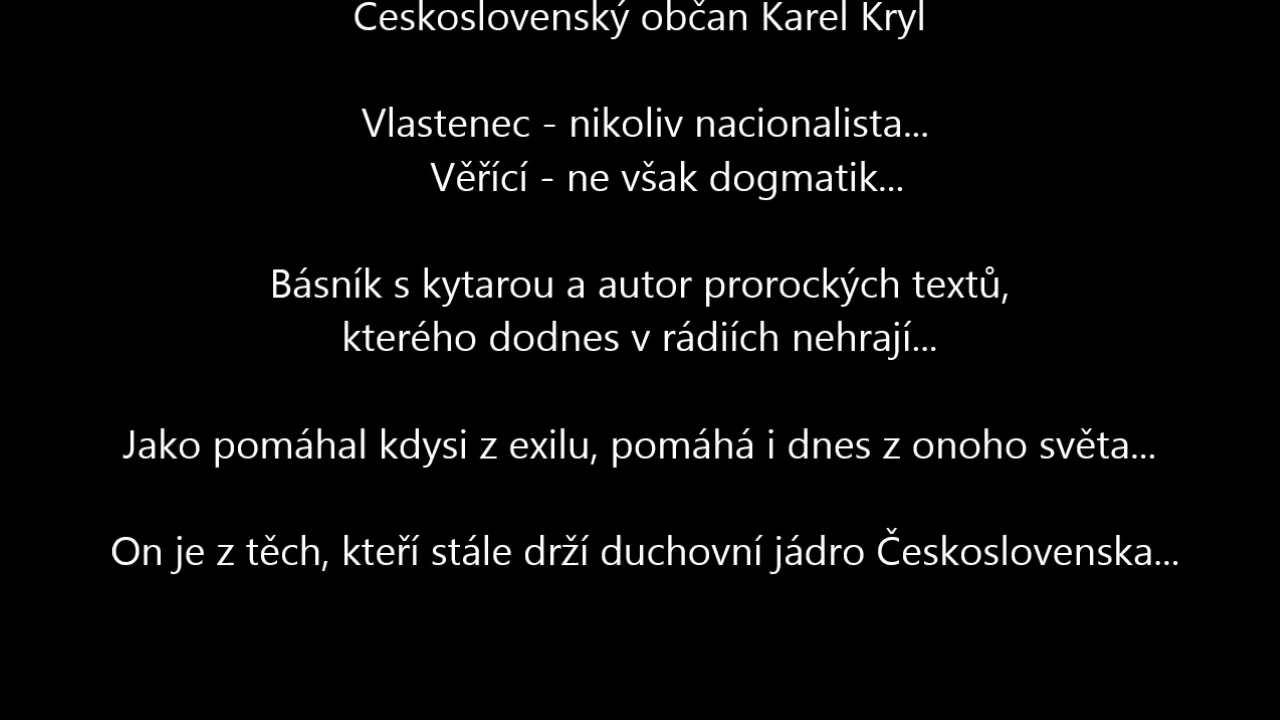 Československý občan Karel Kryl
Vlastenec - nikoliv nacionalista...
Věřící - ne však dogmatik...
Básník s kytarou a autor prorockých textů,
kterého dodnes v rádiích nehrají...
Jako pomáhal kdysi z exilu, pomáhá i dnes z onoho světa...
On je z těch, kteří stále drží duchovní jádro Československa...